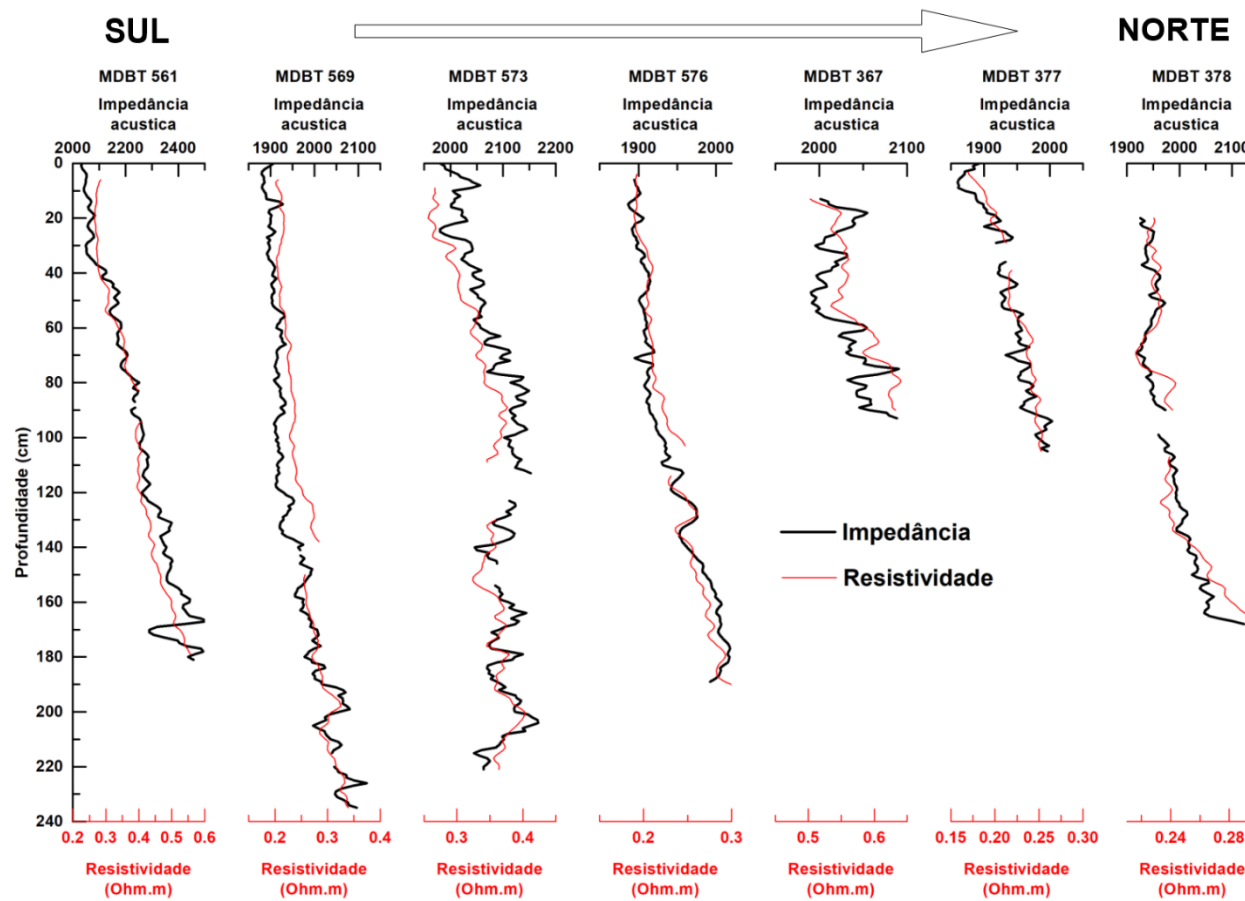 SUL NORTE
MDBT 561 MDBT 569 MDBT 573 MDBT 576 MDBT 367 MDBT 377 MDBT 378
Impedância Impedância Impedância Impedância Impedância Impedância Impedância
acustica acustica acustica acustica acustica acustica acustica
2000 2200 2400 1900 2000 2100 2000 2200 1900 2000 2000 2100 1900 2000 1900 2000 2100
0
20
40
60
80
100
120
140
160
180
200
220
240
Profundidade (cm)
Impedância
Resistividade
0.2 0.3 0.4 0.5 0.6 0.2 0.3 0.4 0.3 0.4 0.2 0.3 0.5 0.6 0.15 0.20 0.25 0.30 0.24 0.28
Resistividade Resistividade Resistividade Resistividade Resistividade Resistividade Resistividade
(Ohm.m) (Ohm.m) (Ohm.m) (Ohm.m) (Ohm.m) (Ohm.m) (Ohm.m)